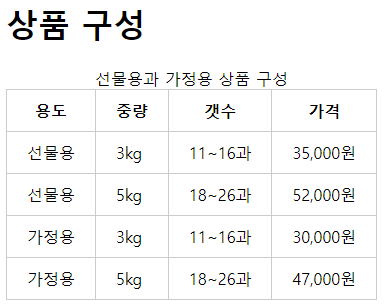 상품 구성
선물용과 가정용 상품 구성
용도 중량 갯수 가격
선물용 3kg 11~16과 35,000원
선물용 5kg 18~26과 52,000원
가정용 3kg 11~16과 30,000원
가정용 5kg 18~26과 47,000원